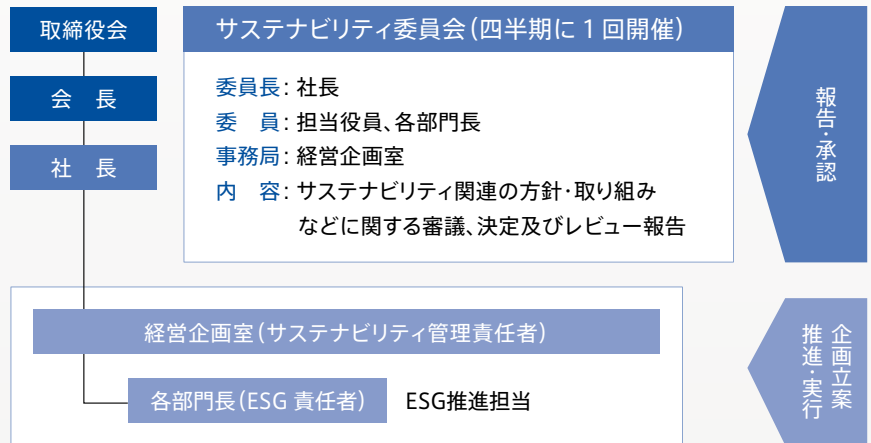 取締役会
会　長
社　長
サステナビリティ委員会(四半期に1回開催)
委員長: 社長
委　員: 担当役員、各部門長
事務局: 経営企画室
内　容: サステナビリティ関連の方針･取り組み
などに関する審議、決定及びレビュー報告
報告･承認
経営企画室(サステナビリティ管理責任者)
各部門長(ESG 責任者)
ESG推進担当
企画立案
推進･実行